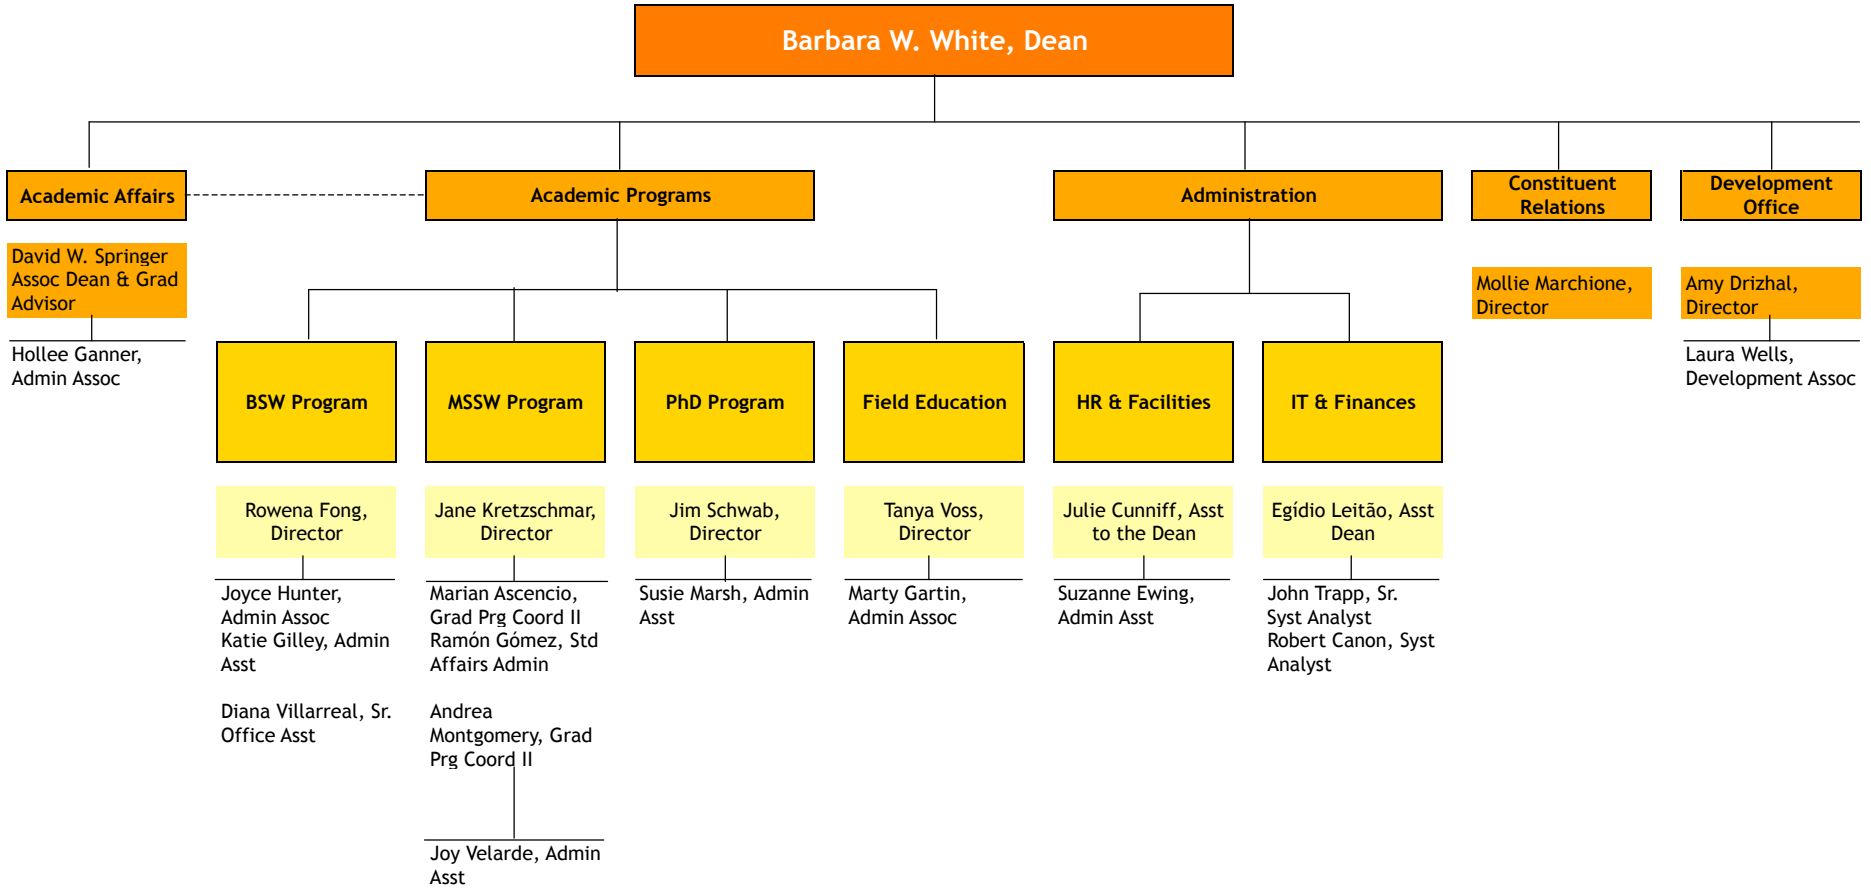 Barbara W. White, Dean
Academic Affairs
Academic Programs
Administration
Constituent
Relations
Development
Office
David W. Springer
Assoc Dean & Grad
Advisor
Hollee Ganner,
Admin Assoc
Mollie Marchione,
Director
Amy Drizhal,
Director
Laura Wells,
Development Assoc
BSW Program
MSSW Program
PhD Program
Field Education
HR & Facilities
IT & Finances
Rowena Fong,
Director
Jane Kretzschmar,
Director
Jim Schwab,
Director
Tanya Voss,
Director
Julie Cunniff, Asst
to the Dean
Egídio Leitão, Asst
Dean
Joyce Hunter,
Admin Assoc
Katie Gilley, Admin
Asst
Diana Villarreal, Sr.
Office Asst
Marian Ascencio,
Grad Prg Coord II
Ramón Gómez, Std
Affairs Admin
Andrea
Montgomery, Grad
Prg Coord II
Joy Velarde, Admin
Asst
Susie Marsh, Admin
Asst
Marty Gartin,
Admin Assoc
Suzanne Ewing,
Admin Asst
John Trapp, Sr.
Syst Analyst
Robert Canon, Syst
Analyst